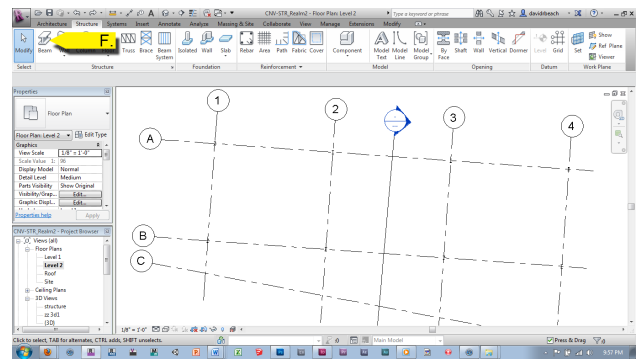 CNV-STR_Realm2 - Floor Plan: Level 2
Type a keyword or phrase
davidrbeach
Architecture Structure Systems Insert Annotate Analyze Massing & Site Collaborate View Manage Extensions Modify
F.
Modify Beam Truss Brace Beam System Isolated Wall Slab Rebar Area Path Fabric Cover Component Model Text Model Line Model Group By Face Shaft Wall Vertical Dormer Level Grid Set Show Ref Plane Viewer
Select Structure Foundation Reinforcement Model Opening Datum Work Plane
Properties
Floor Plan
Floor Plan: Level 2 Edit Type
Graphics
View Scale 1/8" = 1'-0"
Scale Value 1: 96
Display Model Normal
Detail Level Medium
Parts Visibility Show Original
Visibility/Grap... Edit...
Graphic Displ... Edit...
Properties help Apply
CNV-STR_Realm2 - Project Browser
Views (all)
Floor Plans
Level 1
Level 2
Roof
Site
Ceiling Plans
3D Views
structure
zz 3d1
{3D}
1
2
3
4
A
B
C
1/8" = 1'-0"
Click to select, TAB for alternates, CTRL adds, SHIFT unselects.
:0
Main Model
Press & Drag
:0
9:57 PM